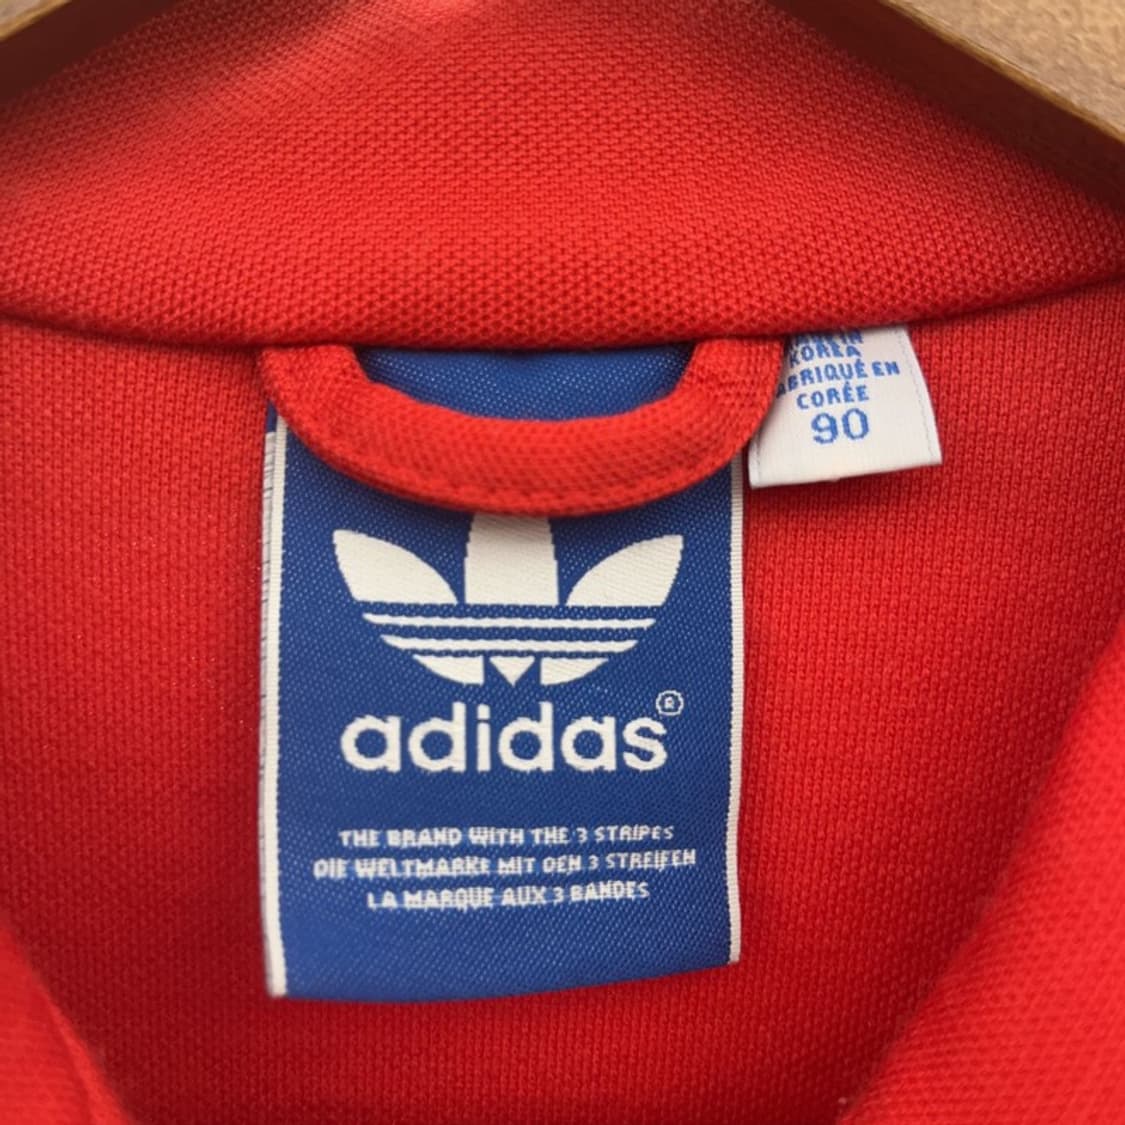 KOREA
FABRIQUÉ EN
CORÉE
90
adidas®
THE BRAND WITH THE 3 STRIPES
DIE WELTMARKE MIT DEN 3 STREIFEN
LA MARQUE AUX 3 BANDES